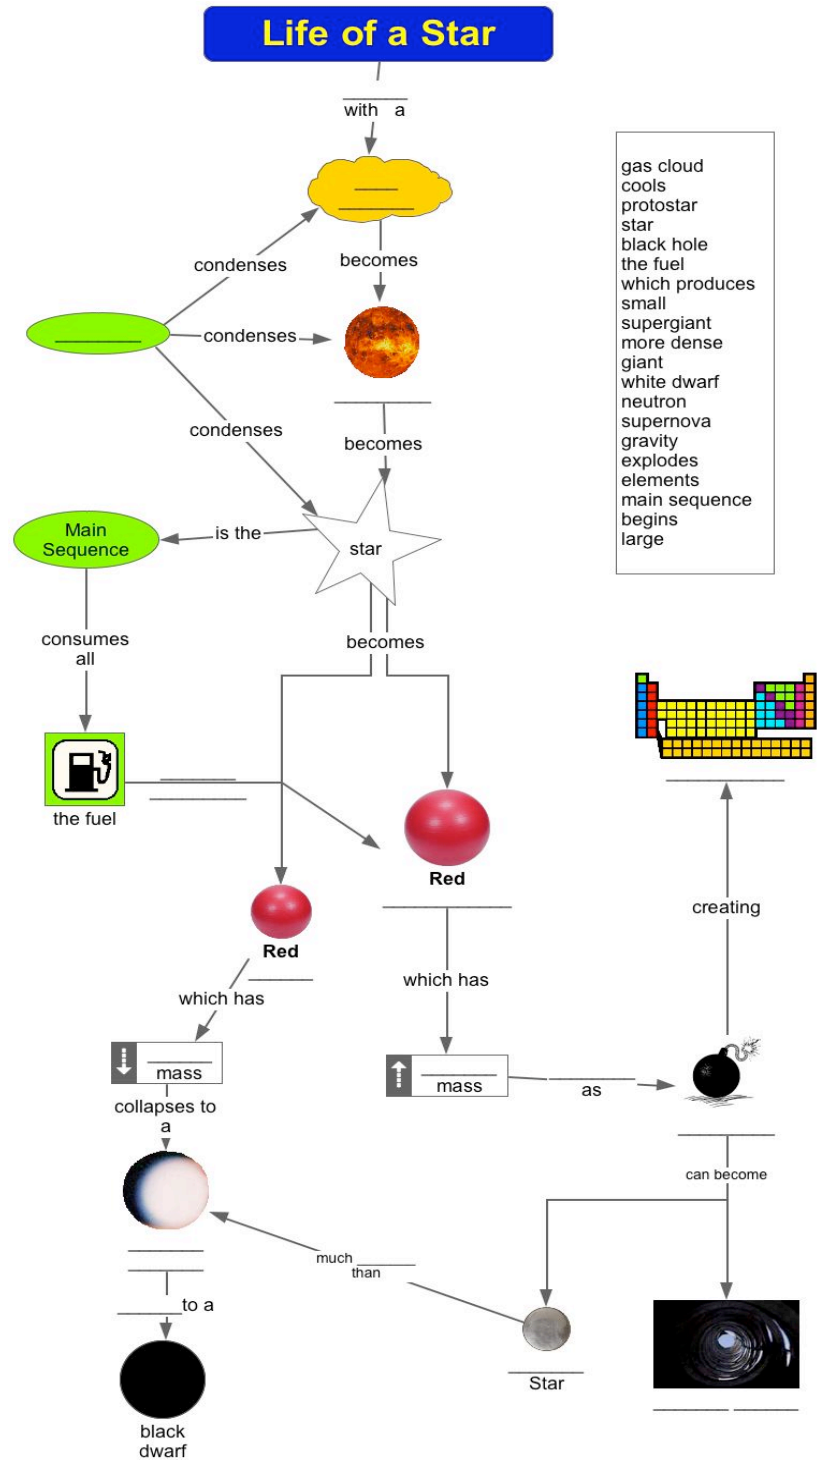 Life of a Star
with a
gas cloud
cools
protostar
star
black hole
the fuel
which produces
small
supergiant
more dense
giant
white dwarf
neutron
supernova
gravity
explodes
elements
main sequence
begins
large
condenses
becomes
condenses
condenses
becomes
Main
Sequence
is the
star
consumes
all
becomes
the fuel
Red
creating
Red
which has
which has
mass
mass
as
collapses to
a
can become
much
than
to a
Star
black
dwarf